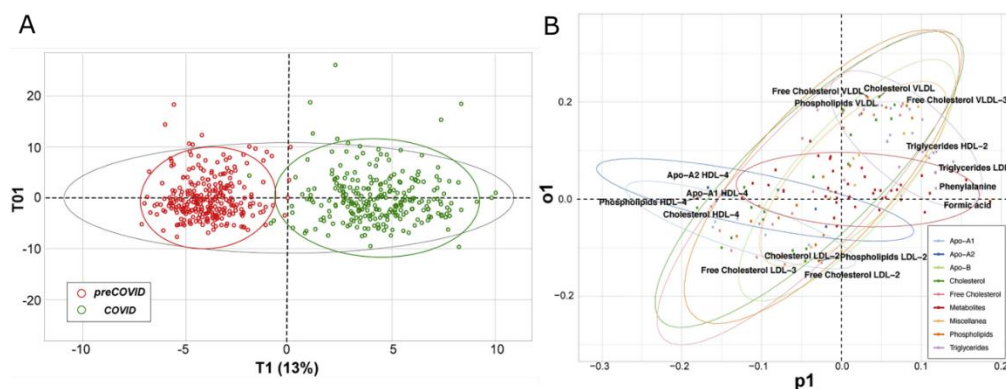 A
T01
20
10
0
-10
-20
-10
-5
0
5
10
T1 (13%)
preCOVID
COVID
B
o1
0.2
0.0
−0.2
−0.3
−0.2
−0.1
0.0
0.1
0.2
p1
Free Cholesterol VLDL
Cholesterol VLDL
Phospholipids VLDL
Free Cholesterol VLDL−3
Triglycerides HDL−2
Apo−A2 HDL−4
Triglycerides LDL
Apo−A1 HDL−4
Phenylalanine
Phospholipids HDL−4
Formic acid
Cholesterol HDL−4
Cholesterol LDL−2
Phospholipids LDL−2
Free Cholesterol LDL−3
Free Cholesterol LDL−2
Apo−A1
Apo−A2
Apo−B
Cholesterol
Free Cholesterol
Metabolites
Miscellanea
Phospholipids
Triglycerides